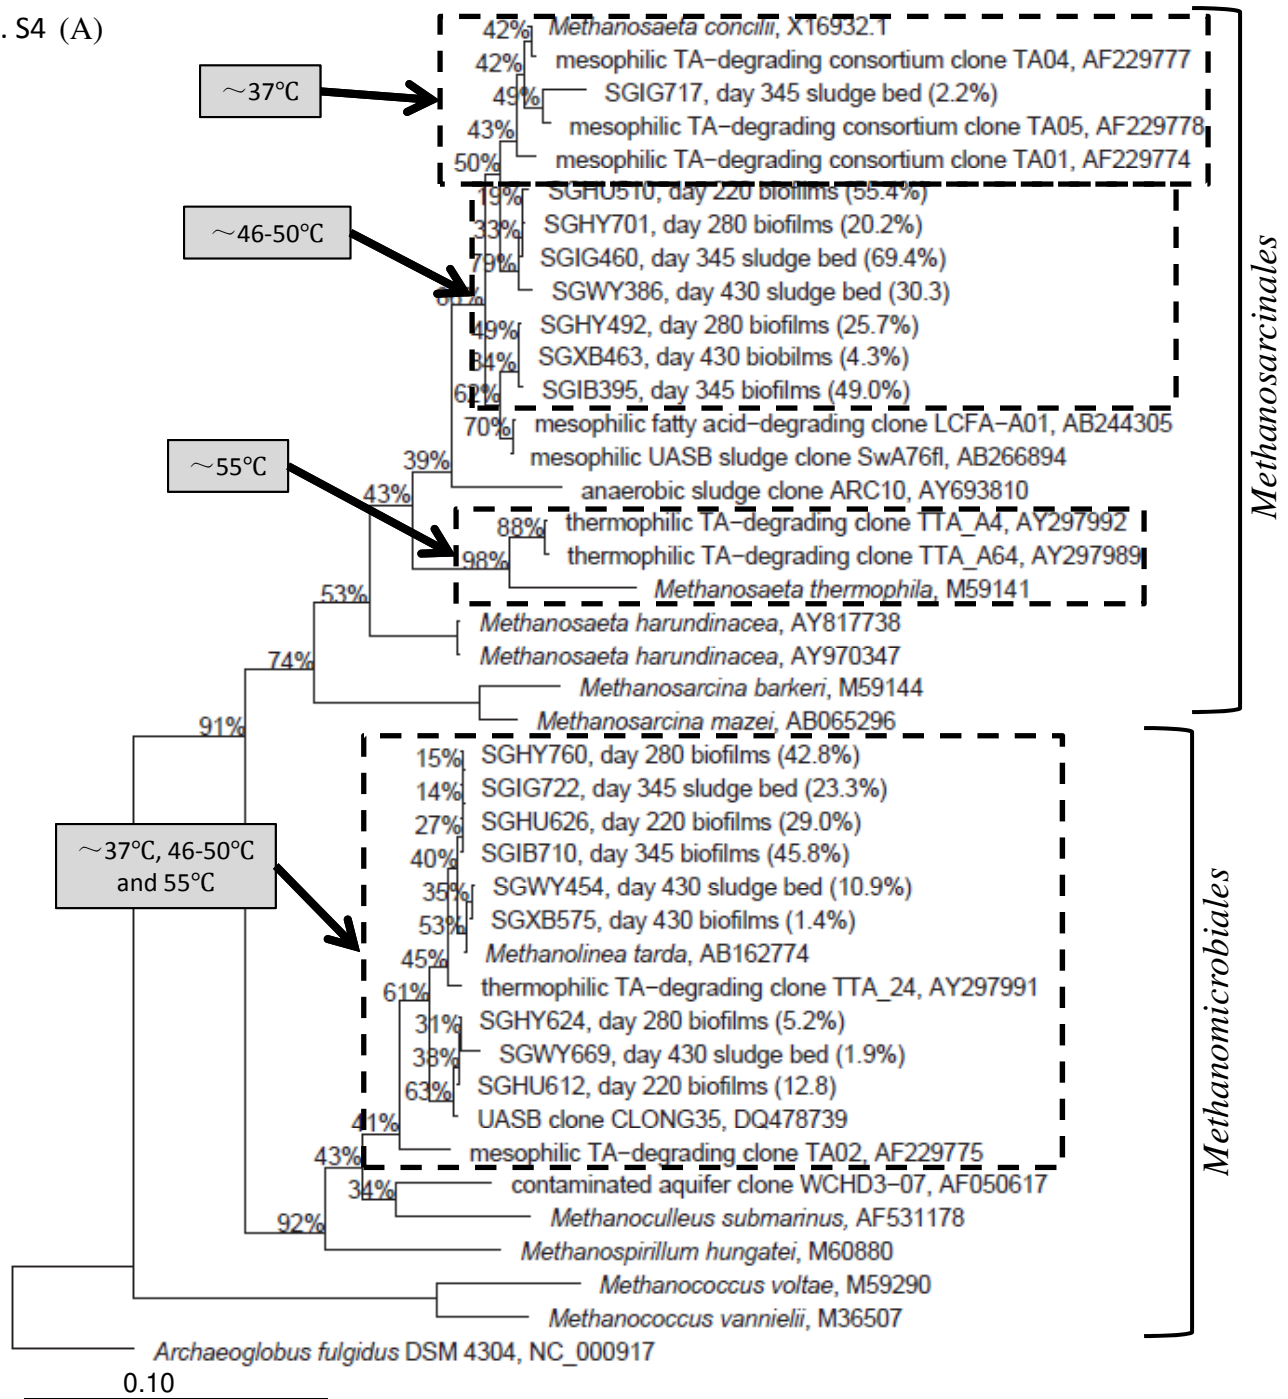 . S4 (A)
42% Methanosaeta concilii, X16932.1
42% mesophilic TA−degrading consortium clone TA04, AF229777
~37℃
49% SGIG717, day 345 sludge bed (2.2%)
43% mesophilic TA−degrading consortium clone TA05, AF229778
50% mesophilic TA−degrading consortium clone TA01, AF229774
19% SGHU510, day 220 biofilms (55.4%)
~46-50℃
33% SGHY701, day 280 biofilms (20.2%)
79% SGIG460, day 345 sludge bed (69.4%)
SGWY386, day 430 sludge bed (30.3)
49% SGHY492, day 280 biofilms (25.7%)
84% SGXB463, day 430 biobilms (4.3%)
62% SGIB395, day 345 biofilms (49.0%)
70% mesophilic fatty acid−degrading clone LCFA−A01, AB244305
~55℃
39% mesophilic UASB sludge clone SwA76fl, AB266894
43% anaerobic sludge clone ARC10, AY693810
88% thermophilic TA−degrading clone TTA_A4, AY297992
98% thermophilic TA−degrading clone TTA_A64, AY297989
53% Methanosaeta thermophila, M59141
Methanosaeta harundinacea, AY817738
74% Methanosaeta harundinacea, AY970347
Methanosarcina barkeri, M59144
91% Methanosarcina mazei, AB065296
Methanosarcinales
15% SGHY760, day 280 biofilms (42.8%)
14% SGIG722, day 345 sludge bed (23.3%)
27% SGHU626, day 220 biofilms (29.0%)
~37℃, 46-50℃
and 55℃
40% SGIB710, day 345 biofilms (45.8%)
35% SGWY454, day 430 sludge bed (10.9%)
53% SGXB575, day 430 biofilms (1.4%)
45% Methanolinea tarda, AB162774
61% thermophilic TA−degrading clone TTA_24, AY297991
31% SGHY624, day 280 biofilms (5.2%)
38% SGWY669, day 430 sludge bed (1.9%)
63% SGHU612, day 220 biofilms (12.8)
41% UASB clone CLONG35, DQ478739
43% mesophilic TA−degrading clone TA02, AF229775
34% contaminated aquifer clone WCHD3−07, AF050617
92% Methanoculleus submarinus, AF531178
Methanospirillum hungatei, M60880
Methanococcus voltae, M59290
Methanococcus vannielii, M36507
Methanomicrobiales
Archaeoglobus fulgidus DSM 4304, NC_000917
0.10